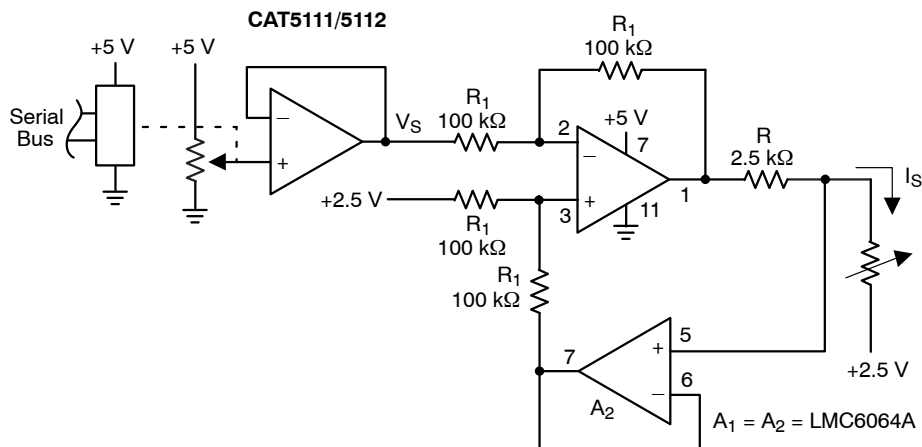 CAT5111/5112
+5 V
+5 V
Serial
Bus
−
+
VS
R1
100 kΩ
R1
100 kΩ
2
−
+5 V
7
+2.5 V
3
+
11
1
R1
100 kΩ
R
2.5 kΩ
IS
R1
100 kΩ
7
+
5
−
6
A2
+2.5 V
A1 = A2 = LMC6064A